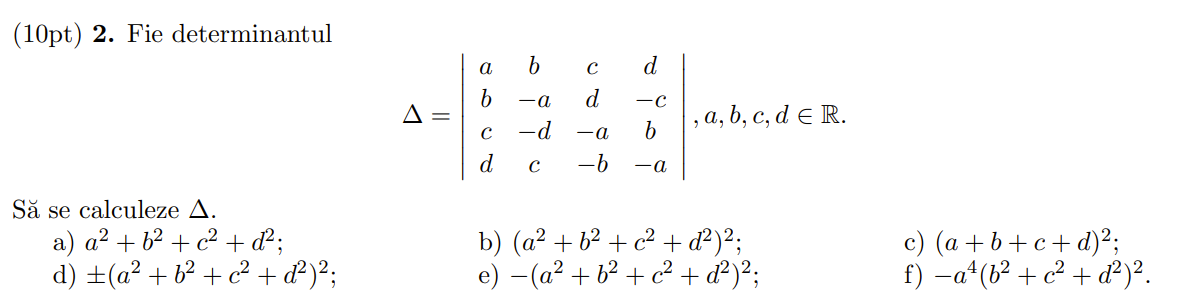 (10pt) 2. Fie determinantul
a b c d
b −a d −c
Δ = , a, b, c, d ∈ ℝ.
c −d −a b
d c −b −a
Să se calculeze Δ.
a) a² + b² + c² + d²; b) (a² + b² + c² + d²)²; c) (a + b + c + d)²;
d) ±(a² + b² + c² + d²)²; e) −(a² + b² + c² + d²)²; f) −a⁴(b² + c² + d²)².